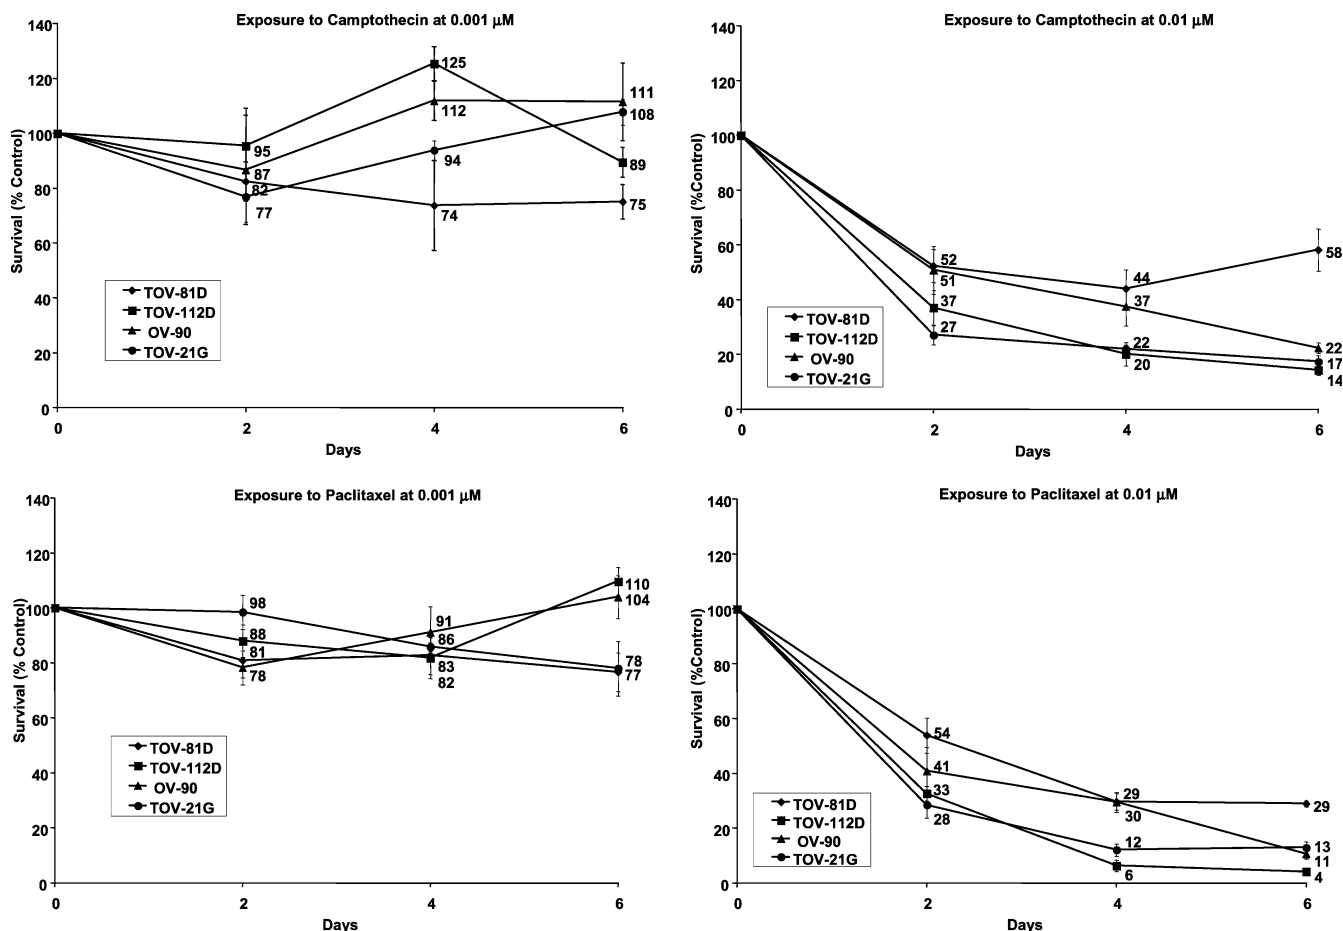 Exposure to Camptothecin at 0.001 μM
Survival (% Control)
140
120
100
80
60
40
20
0
125
112
111
108
95
87
82
77
94
74
89
75
TOV-81D
TOV-112D
OV-90
TOV-21G
0 2 4 6
Days
Exposure to Camptothecin at 0.01 μM
Survival (%Control)
140
120
100
80
60
40
20
0
52
51
37
27
44
37
22
20
58
22
17
14
TOV-81D
TOV-112D
OV-90
TOV-21G
0 2 4 6
Days
Exposure to Paclitaxel at 0.001 μM
Survival (% Control)
140
120
100
80
60
40
20
0
98
88
81
78
91
86
83
82
110
104
78
77
TOV-81D
TOV-112D
OV-90
TOV-21G
0 2 4 6
Days
Exposure to Paclitaxel at 0.01 μM
Survival (%Control)
140
120
100
80
60
40
20
0
54
41
33
28
29
30
12
6
29
13
11
4
TOV-81D
TOV-112D
OV-90
TOV-21G
0 2 4 6
Days